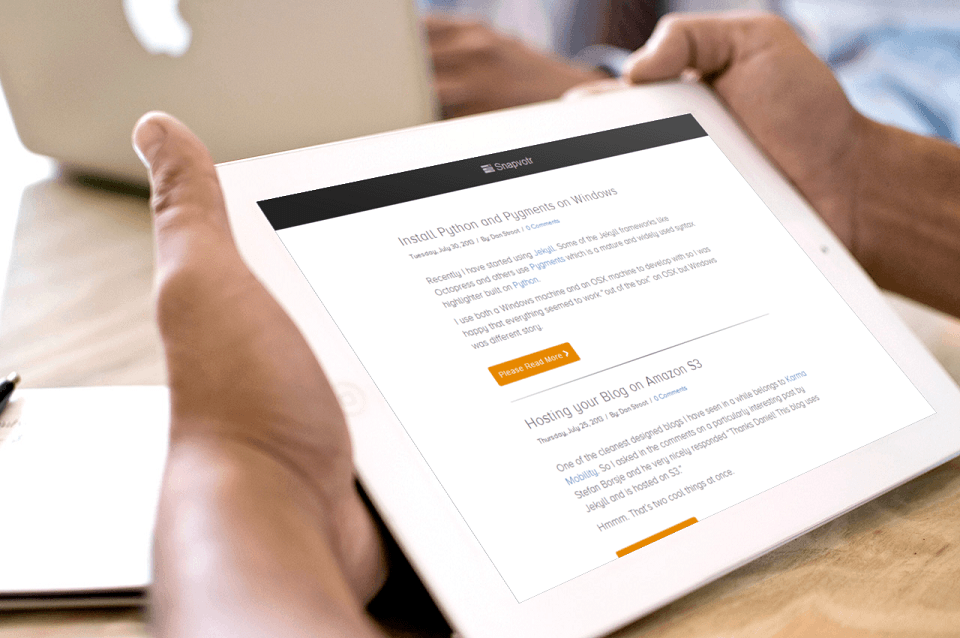 Snapvotr
Install Python and Pygments on Windows
Tuesday, July 30, 2013 / By: Don Stroot / 0 Comments
Recently I have started using Jekyll. Some of the Jekyll frameworks like
Octopress and others use Pygments which is a mature and widely used syntax
highlighter built on Python.
I use both a Windows machine and an OSX machine to develop with so I was
happy that everything seemed to work "out of the box" on OSX but Windows
was different story.
Please Read More ❯
Hosting your Blog on Amazon S3
Thursday, July 25, 2013 / By: Don Stroot / 0 Comments
One of the cleanest designed blogs I have seen in a while belongs to Karma
Mobility. So I asked in the comments on a particularly interesting post by
Stefan Borsje and he very nicely responded "Thanks Daniel! This blog uses
Jekyll and is hosted on S3."
Hmmm. That's two cool things at once.